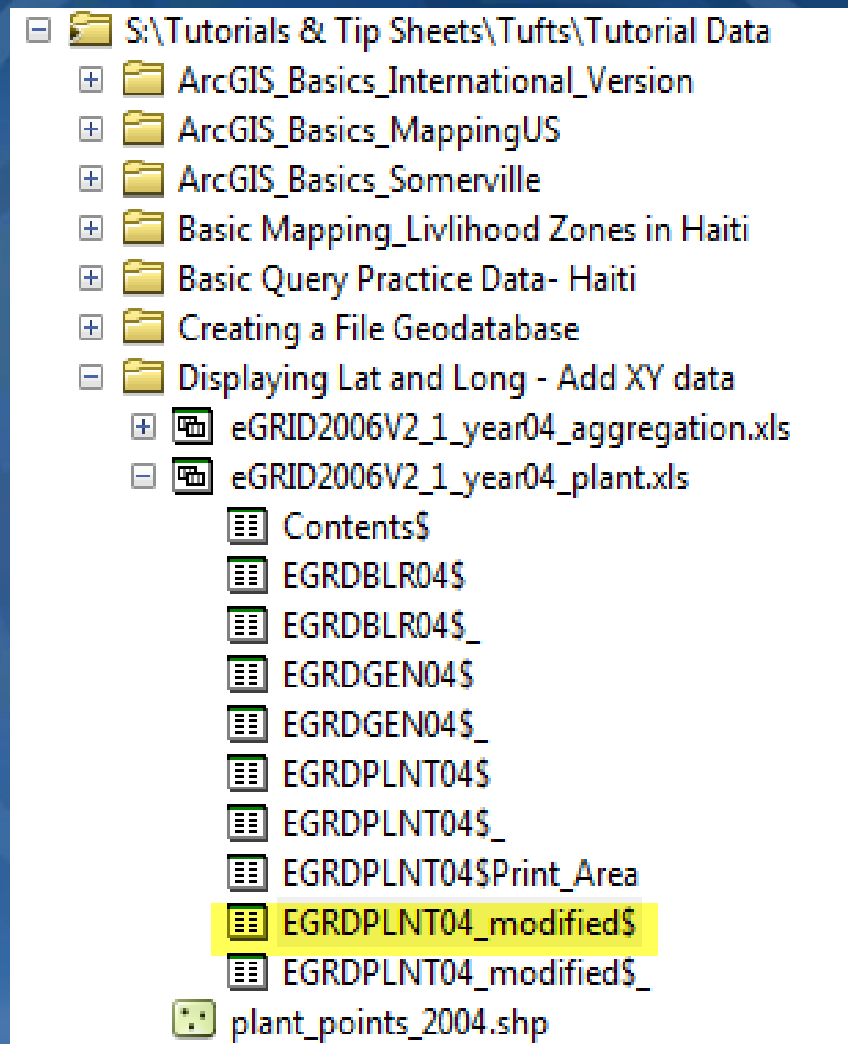 S:\Tutorials & Tip Sheets\Tufts\Tutorial Data
ArcGIS_Basics_International_Version
ArcGIS_Basics_MappingUS
ArcGIS_Basics_Somerville
Basic Mapping_Livlihood Zones in Haiti
Basic Query Practice Data- Haiti
Creating a File Geodatabase
Displaying Lat and Long - Add XY data
eGRID2006V2_1_year04_aggregation.xls
eGRID2006V2_1_year04_plant.xls
Contents$
EGRDBLR04$
EGRDBLR04$_
EGRDGEN04$
EGRDGEN04$_
EGRDPLNT04$
EGRDPLNT04$_
EGRDPLNT04$Print_Area
EGRDPLNT04_modified$
EGRDPLNT04_modified$_
plant_points_2004.shp